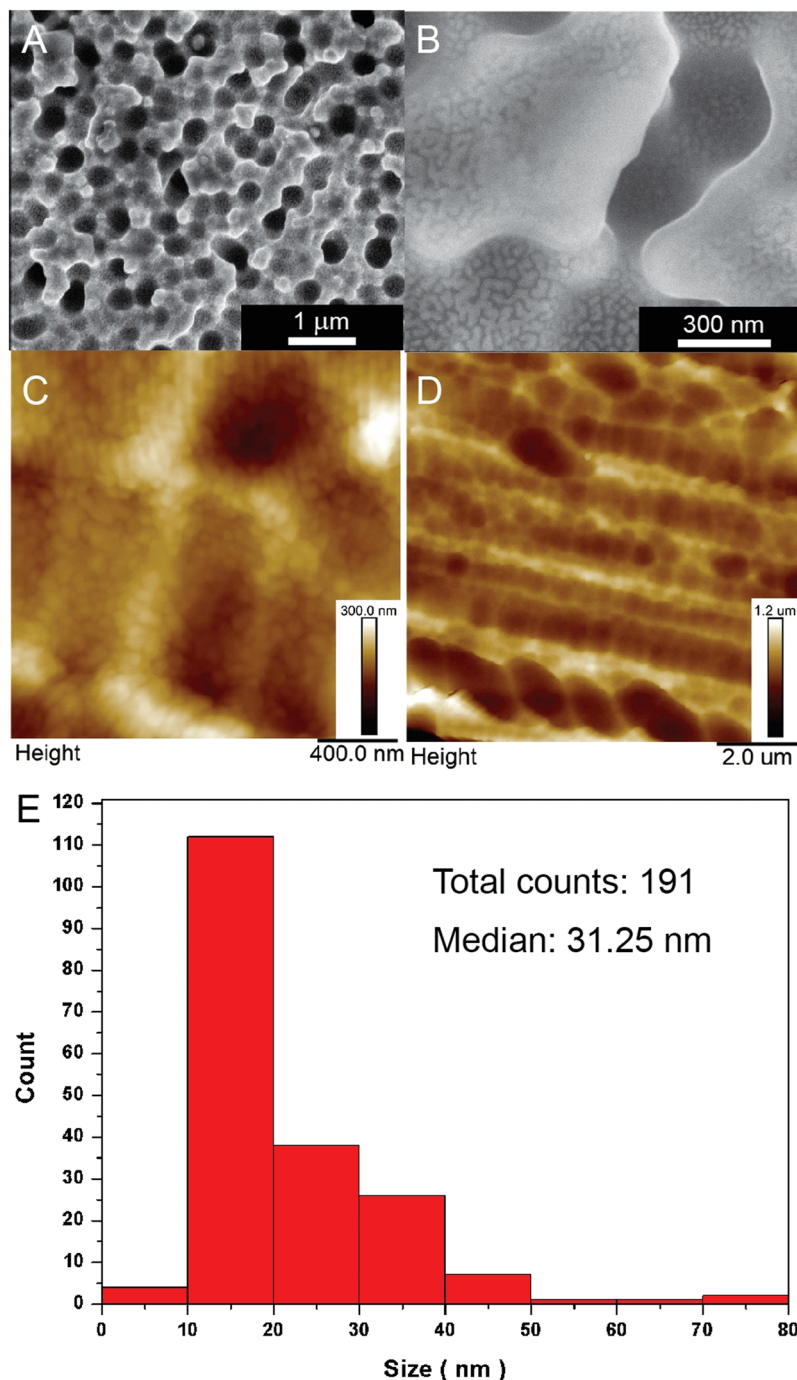 A
1 μm
B
300 nm
C
300.0 nm
Height
400.0 nm
D
1.2 um
Height
2.0 um
E
120
110
100
90
80
70
60
50
40
30
20
10
0
Count
Total counts: 191
Median: 31.25 nm
0 10 20 30 40 50 60 70 80
Size ( nm )